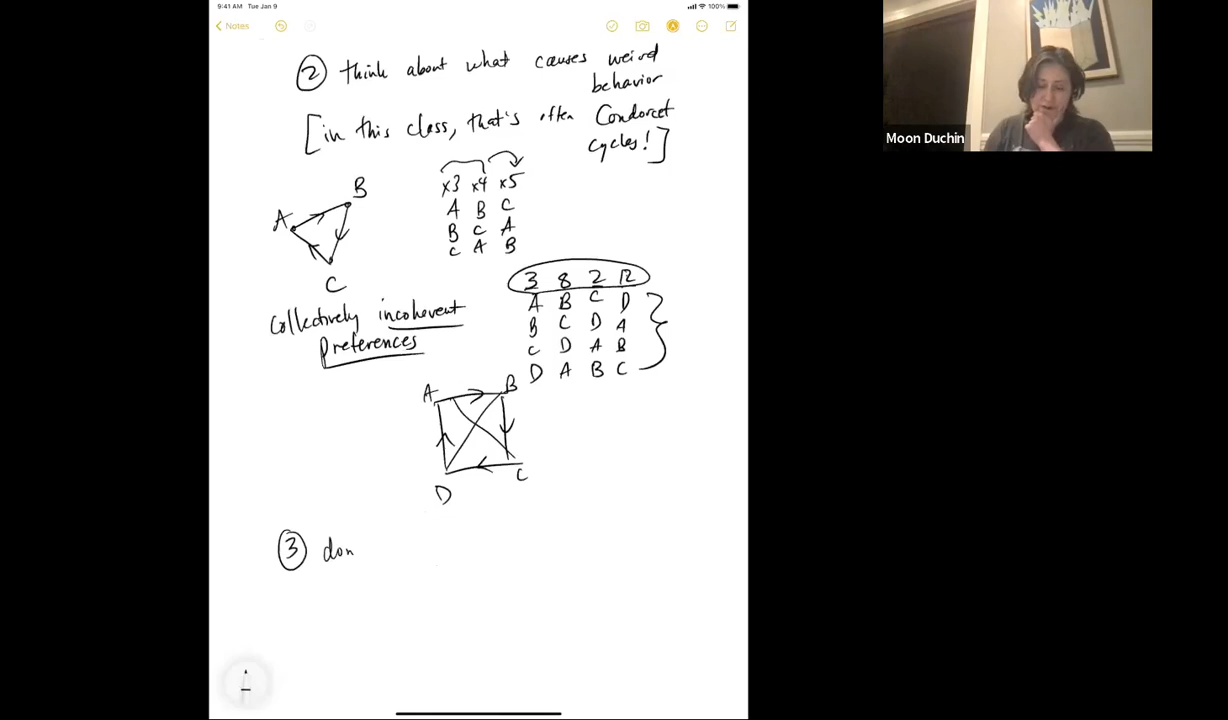 9:41 AM Tue Jan 9
100%
Notes
② think about what causes weird
behavior
[in this class, that's often Condorcet
cycles!]
x3 x4 x5
A B C
B C A
C A B
B
A
C
3 8 2 12
A B C D
B C D A
C D A B
D A B C
Collectively incoherent
preferences
A B
D C
③ don
Moon Duchin